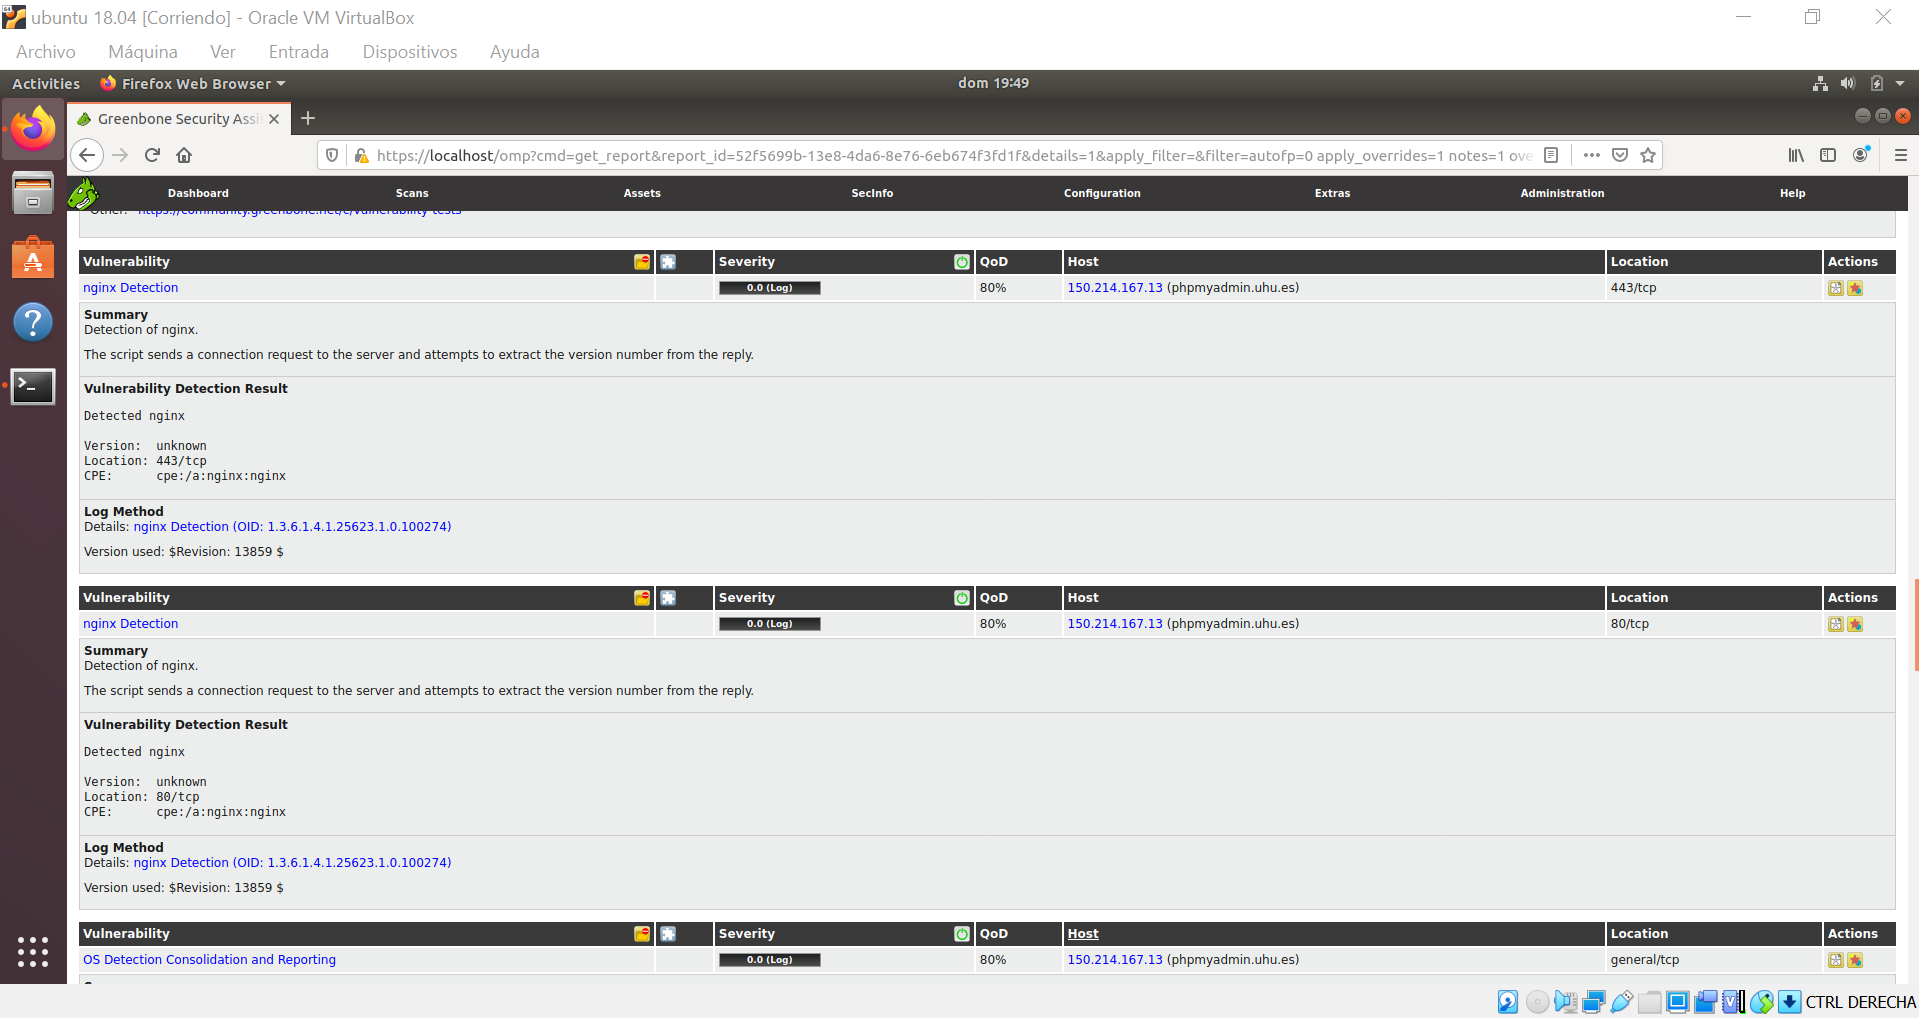 ubuntu 18.04 [Corriendo] - Oracle VM VirtualBox
Archivo Máquina Ver Entrada Dispositivos Ayuda
Activities Firefox Web Browser dom 19:49
Greenbone Security Assi
https://localhost/omp?cmd=get_report&report_id=52f5699b-13e8-4da6-8e76-6eb674f3fd1f&details=1&apply_filter=&filter=autofp=0 apply_overrides=1 notes=1 ove
Dashboard Scans Assets SecInfo Configuration Extras Administration Help
Other: https://community.greenbone.net/c/vulnerability-tests
Vulnerability Severity QoD Host Location Actions
nginx Detection 0.0 (Log) 80% 150.214.167.13 (phpmyadmin.uhu.es) 443/tcp
Summary
Detection of nginx.
The script sends a connection request to the server and attempts to extract the version number from the reply.
Vulnerability Detection Result
Detected nginx
Version: unknown
Location: 443/tcp
CPE: cpe:/a:nginx:nginx
Log Method
Details: nginx Detection (OID: 1.3.6.1.4.1.25623.1.0.100274)
Version used: $Revision: 13859 $
Vulnerability Severity QoD Host Location Actions
nginx Detection 0.0 (Log) 80% 150.214.167.13 (phpmyadmin.uhu.es) 80/tcp
Summary
Detection of nginx.
The script sends a connection request to the server and attempts to extract the version number from the reply.
Vulnerability Detection Result
Detected nginx
Version: unknown
Location: 80/tcp
CPE: cpe:/a:nginx:nginx
Log Method
Details: nginx Detection (OID: 1.3.6.1.4.1.25623.1.0.100274)
Version used: $Revision: 13859 $
Vulnerability Severity QoD Host Location Actions
OS Detection Consolidation and Reporting 0.0 (Log) 80% 150.214.167.13 (phpmyadmin.uhu.es) general/tcp
CTRL DERECHA